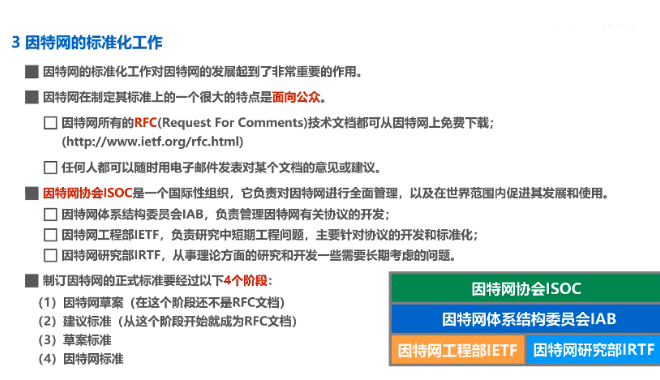 3 因特网的标准化工作
因特网的标准化工作对因特网的发展起到了非常重要的作用。
因特网在制定其标准上的一个很大的特点是面向公众。
因特网所有的RFC(Request For Comments)技术文档都可从因特网上免费下载；
(http://www.ietf.org/rfc.html)
任何人都可以随时用电子邮件发表对某个文档的意见或建议。
因特网协会ISOC是一个国际性组织，它负责对因特网进行全面管理，以及在世界范围内促进其发展和使用。
因特网体系结构委员会IAB，负责管理因特网有关协议的开发；
因特网工程部IETF，负责研究中短期工程问题，主要针对协议的开发和标准化；
因特网研究部IRTF，从事理论方面的研究和开发一些需要长期考虑的问题。
制订因特网的正式标准要经过以下4个阶段：
（1）因特网草案（在这个阶段还不是RFC文档）
（2）建议标准（从这个阶段开始就成为RFC文档）
（3）草案标准
（4）因特网标准
因特网协会ISOC
因特网体系结构委员会IAB
因特网工程部IETF
因特网研究部IRTF